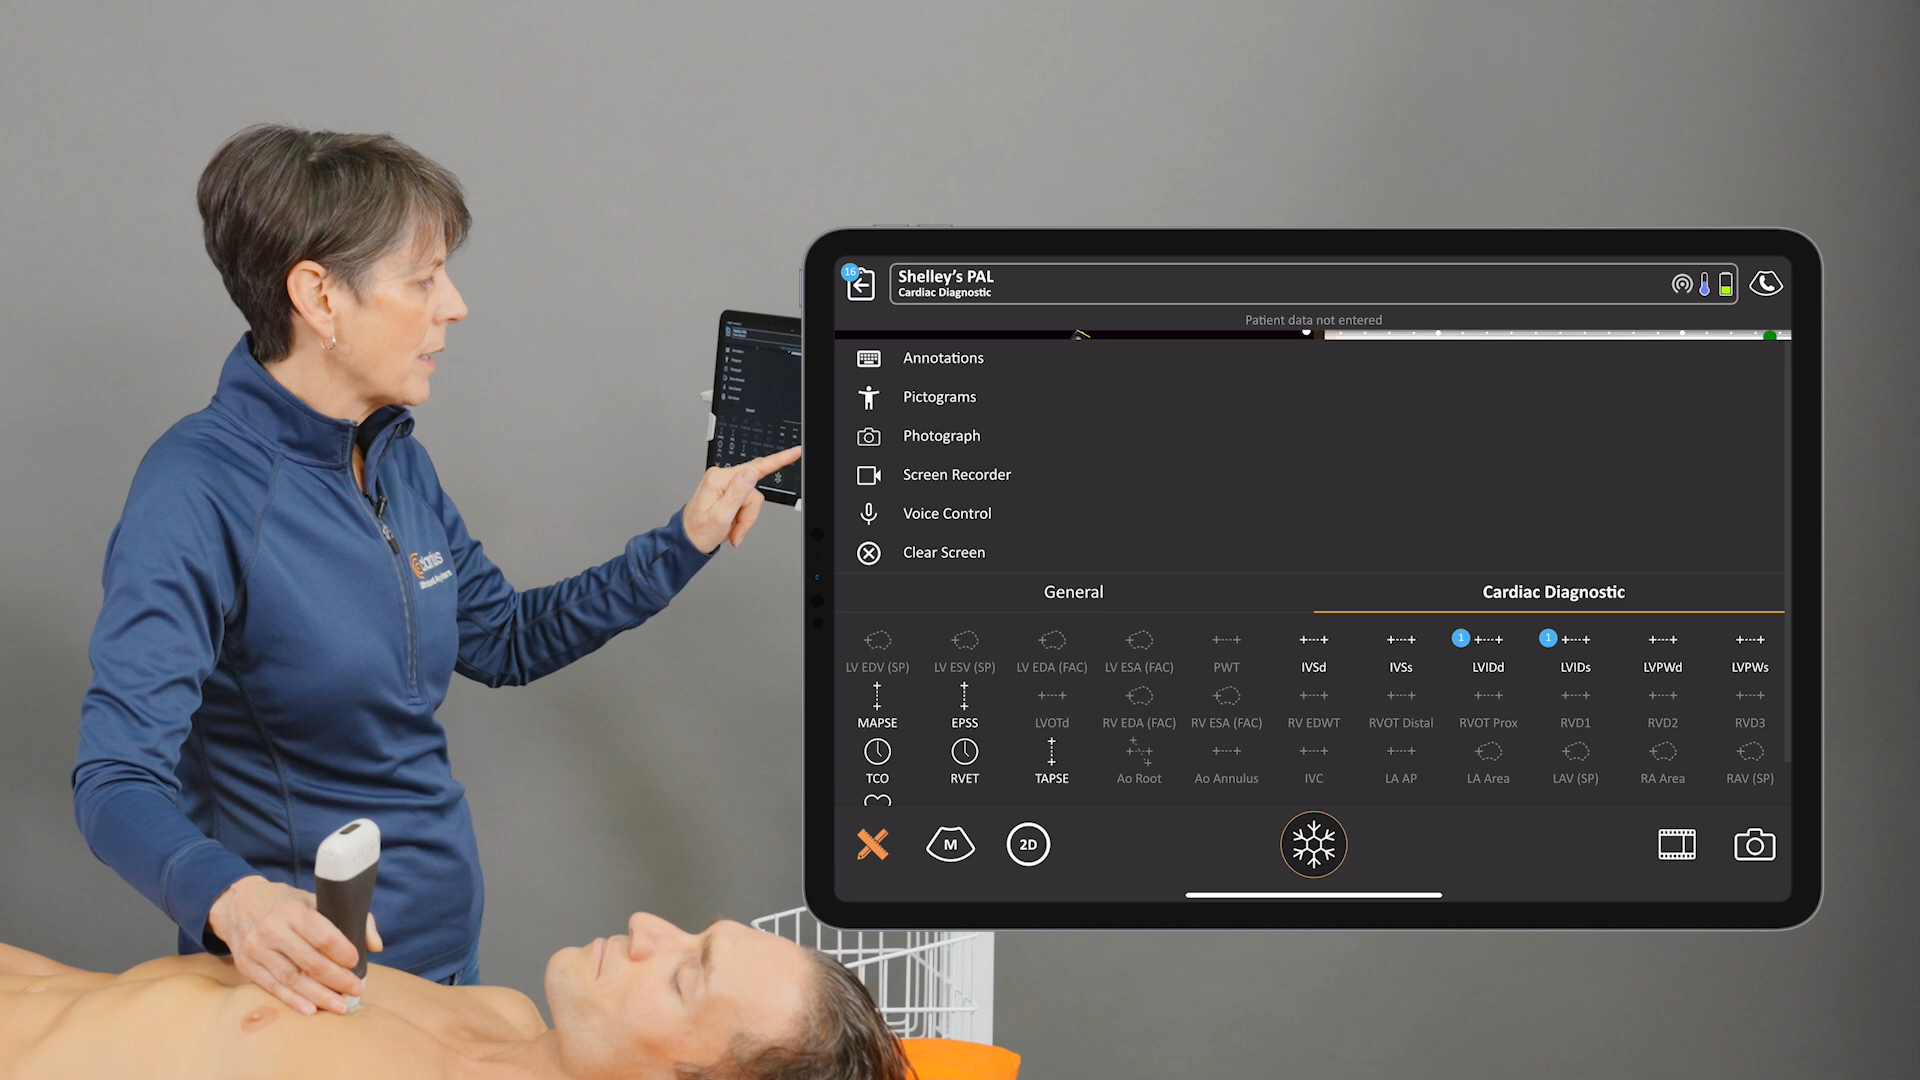 16
Shelley's PAL
Cardiac Diagnostic
Patient data not entered
Annotations
Pictograms
Photograph
Screen Recorder
Voice Control
Clear Screen
General
Cardiac Diagnostic
1
1
LV EDV (SP)
LV ESV (SP)
LV EDA (FAC)
LV ESA (FAC)
PWT
IVSd
IVSs
LVIDd
LVIDs
LVPWd
LVPWs
MAPSE
EPSS
LVOTd
RV EDA (FAC)
RV ESA (FAC)
RV EDWT
RVOT Distal
RVOT Prox
RVD1
RVD2
RVD3
TCO
RVET
TAPSE
Ao Root
Ao Annulus
IVC
LA AP
LA Area
LAV (SP)
RA Area
RAV (SP)
M
2D
clarius